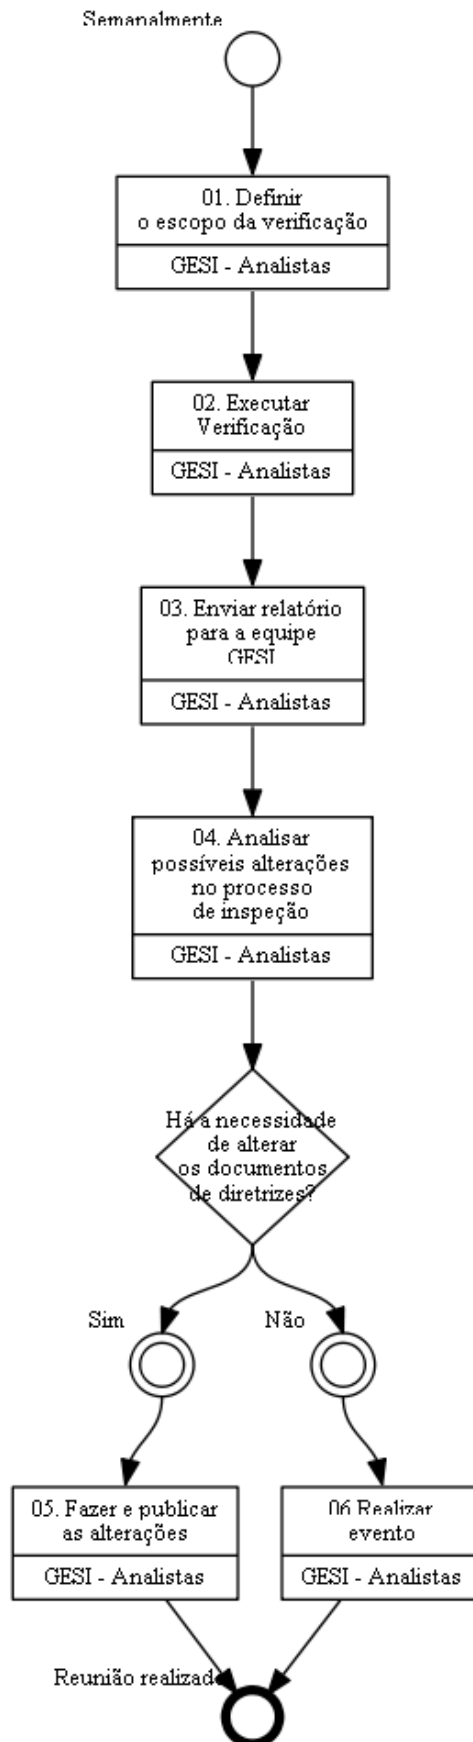 Semanalmente
01. Definir
o escopo da verificação
GESI - Analistas
02. Executar
Verificação
GESI - Analistas
03. Enviar relatório
para a equipe
GESI
GESI - Analistas
04. Analisar
possíveis alterações
no processo
de inspeção
GESI - Analistas
Há a necessidade
de alterar
os documentos
de diretrizes?
Sim
Não
05. Fazer e publicar
as alterações
GESI - Analistas
06 Realizar
evento
GESI - Analistas
Reunião realizada